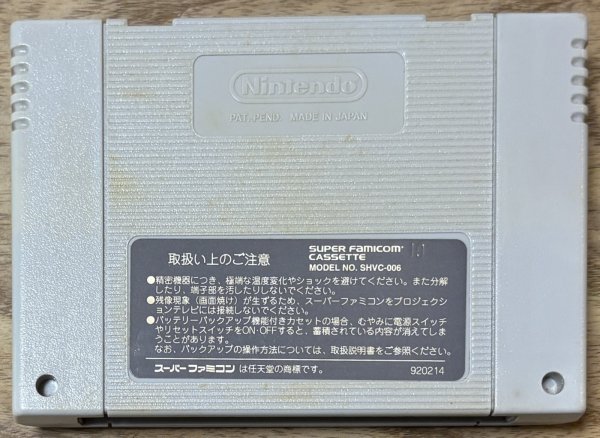 Nintendo
PAT. PEND. MADE IN JAPAN
取扱い上のご注意
SUPER FAMICOM
CASSETTE
MODEL NO. SHVC-006
●精密機器につき、極端な温度変化やショックを避けてください。また分解
したり、端子部を汚したりしないでください。
●残像現象（画面焼け）が生ずるため、スーパーファミコンをプロジェクシ
ョンテレビには接続しないでください。
●バッテリーバックアップ機能付きカセットの場合、むやみに電源スイッチ
やリセットスイッチをON・OFFすると、蓄積されている内容が消えてしま
うことがあります。
なお、バックアップの操作方法については、取扱説明書をご参照ください。
スーパーファミコン は任天堂の商標です。
920214